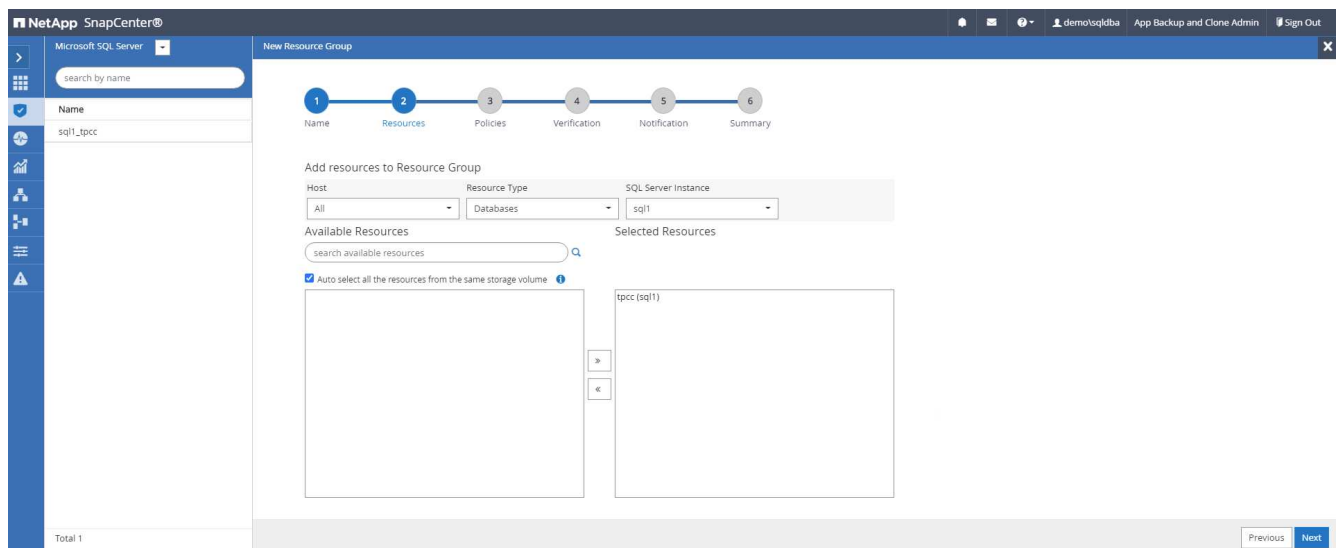 NetApp SnapCenter®
demo\sqldba App Backup and Clone Admin Sign Out
Microsoft SQL Server
New Resource Group
search by name
Name
sql1_tpcc
1 2 3 4 5 6
Name Resources Policies Verification Notification Summary
Add resources to Resource Group
Host Resource Type SQL Server Instance
All Databases sql1
Available Resources Selected Resources
search available resources
Auto select all the resources from the same storage volume
tpcc (sql1)
Total 1
Previous Next